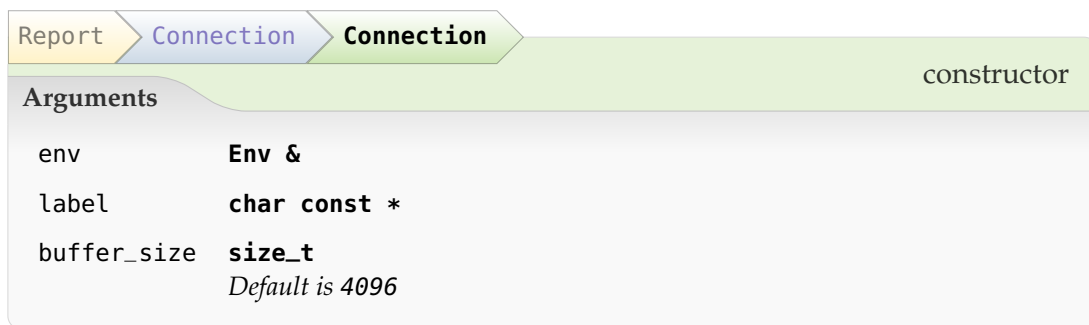 Report Connection Connection
constructor
Arguments
env Env &
label char const *
buffer_size size_t
Default is 4096